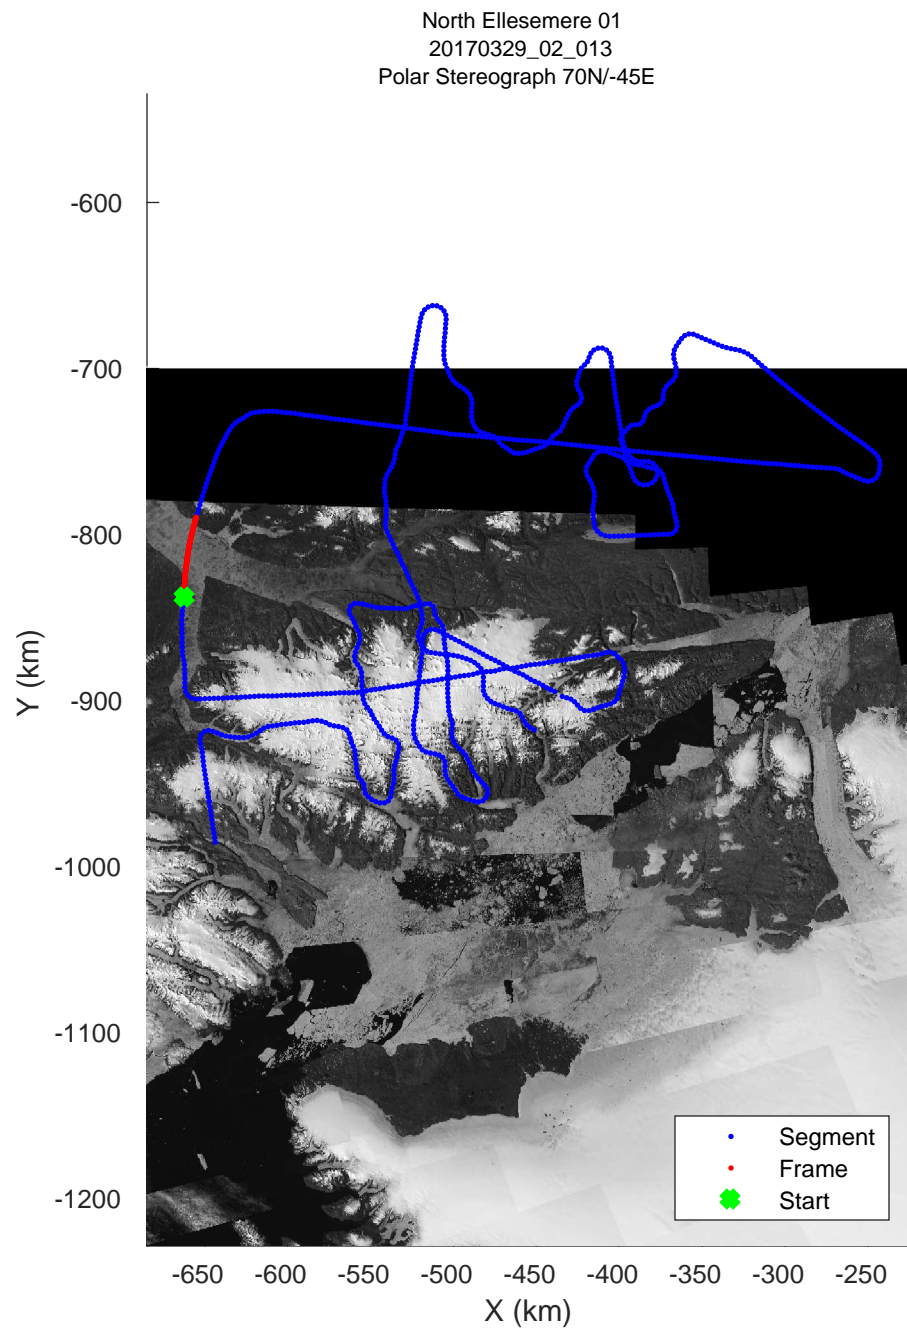 North Ellesemere 01
20170329_02_013
Polar Stereograph 70N/-45E
-600
-700
-800
-900
-1000
-1100
-1200
Y (km)
Segment
Frame
Start
-650 -600 -550 -500 -450 -400 -350 -300 -250
X (km)